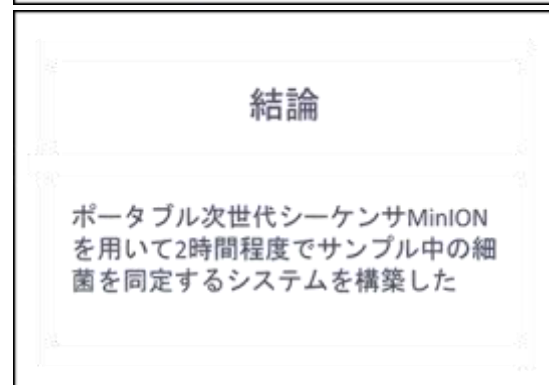 結論
ポータブル次世代シーケンサMinION
を用いて2時間程度でサンプル中の細
菌を同定するシステムを構築した